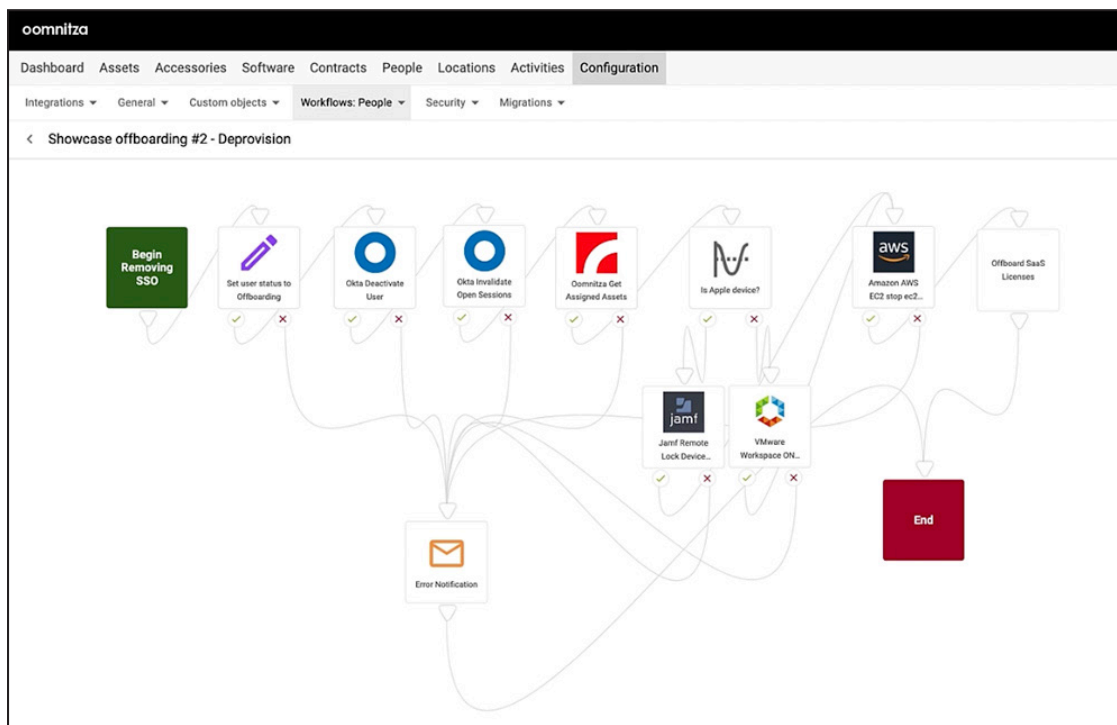 oomnitza
Dashboard Assets Accessories Software Contracts People Locations Activities Configuration
Integrations General Custom objects Workflows: People Security Migrations
< Showcase offboarding #2 - Deprovision
Begin
Removing
SSO
Set user status to
Offboarding
Okta Deactivate
User
Okta Invalidate
Open Sessions
Oomnitza Get
Assigned Assets
Is Apple device?
aws
Amazon AWS
EC2 stop ec2...
Offboard SaaS
Licenses
jamf
Jamf Remote
Lock Device...
VMware
Workspace ON...
End
Error Notification